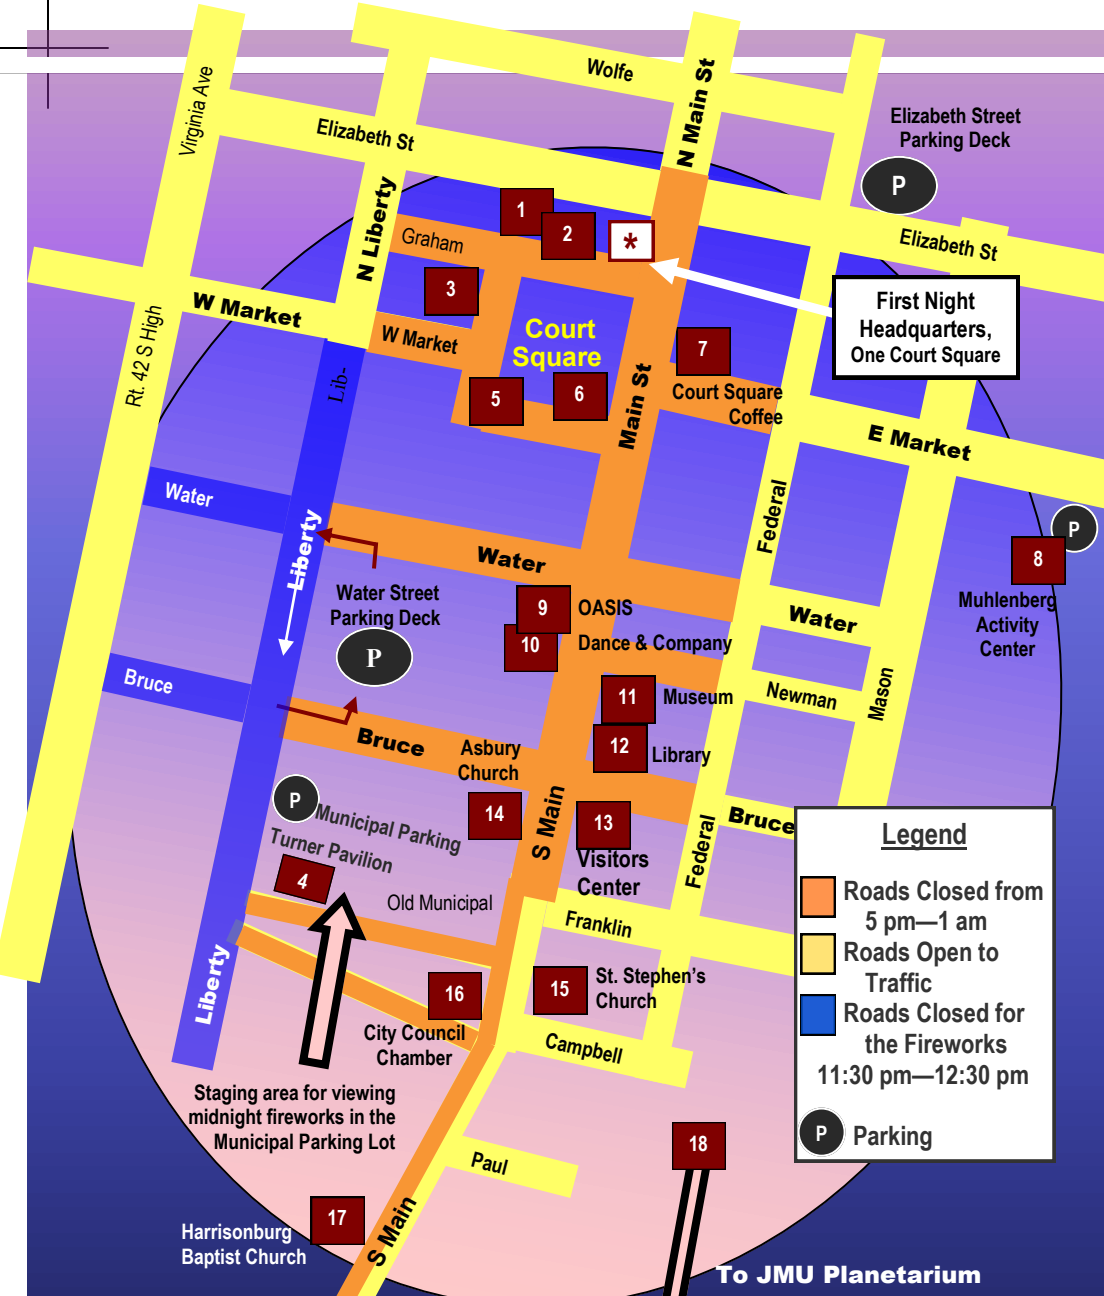 Wolfe
Virginia Ave
N Main St
Elizabeth Street
Parking Deck
Elizabeth St
P
N Liberty
1
2
*
Graham
Elizabeth St
3
First Night
Headquarters,
One Court Square
W Market
W Market
Court
Square
7
Rt. 42 S High
Lib-
5
6
Main St
Court Square
Coffee
E Market
Water
Federal
P
8
Liberty
Water
Water Street
Parking Deck
P
9
OASIS
Muhlenberg
Activity
Center
Water
10
Dance & Company
Bruce
11
Museum
Newman
Mason
Bruce
Asbury
Church
12
Library
P
Municipal Parking
14
S Main
13
Visitors
Center
Federal
Bruce
Turner Pavilion
4
Old Municipal
Franklin
Liberty
16
15
St. Stephen's
Church
City Council
Chamber
Campbell
Legend
Roads Closed from
5 pm—1 am
Roads Open to
Traffic
Roads Closed for
the Fireworks
11:30 pm—12:30 pm
P
Parking
Staging area for viewing
midnight fireworks in the
Municipal Parking Lot
18
Paul
17
Harrisonburg
Baptist Church
S Main
To JMU Planetarium